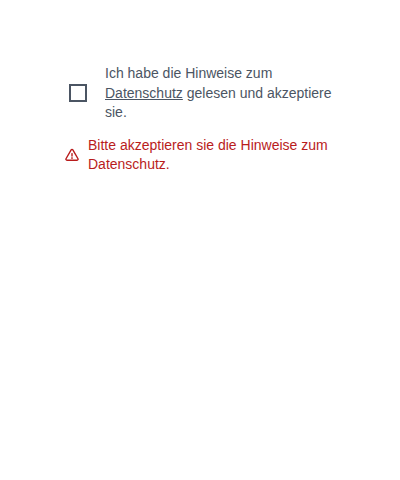 Ich habe die Hinweise zum
Datenschutz gelesen und akzeptiere
sie.
Bitte akzeptieren sie die Hinweise zum
Datenschutz.